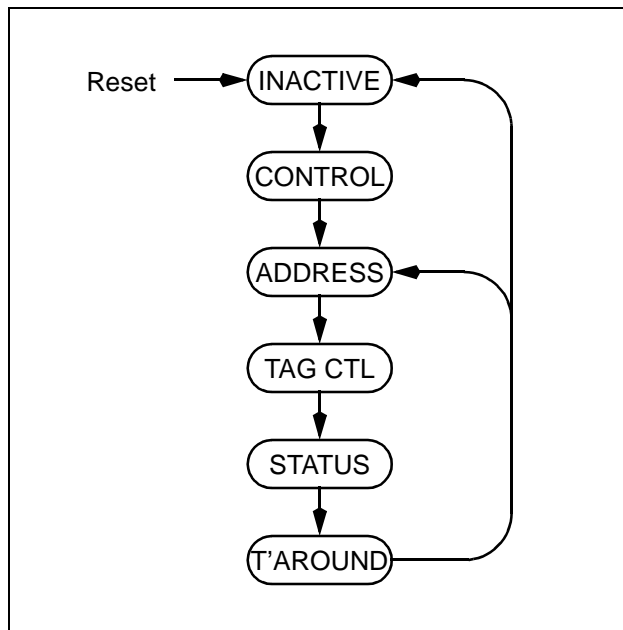 Reset
INACTIVE
CONTROL
ADDRESS
TAG CTL
STATUS
T’AROUND